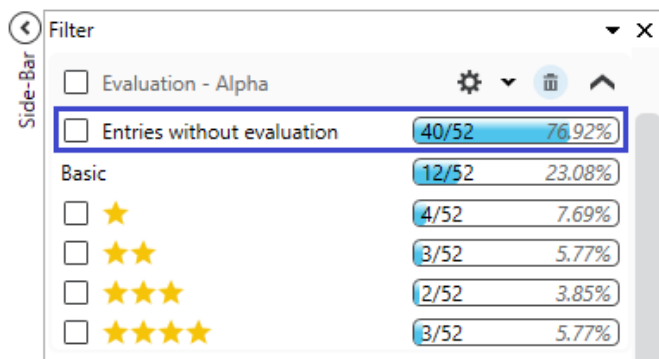 Filter
Side-Bar
Evaluation - Alpha
Entries without evaluation 40/52 76.92%
Basic 12/52 23.08%
4/52 7.69%
3/52 5.77%
2/52 3.85%
3/52 5.77%